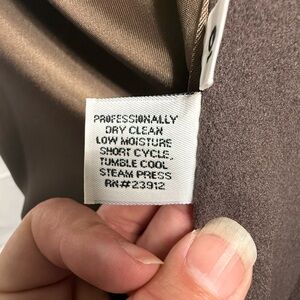 PROFESSIONALLY
DRY CLEAN
LOW MOISTURE
SHORT CYCLE,
TUMBLE COOL
STEAM PRESS
RN#23912